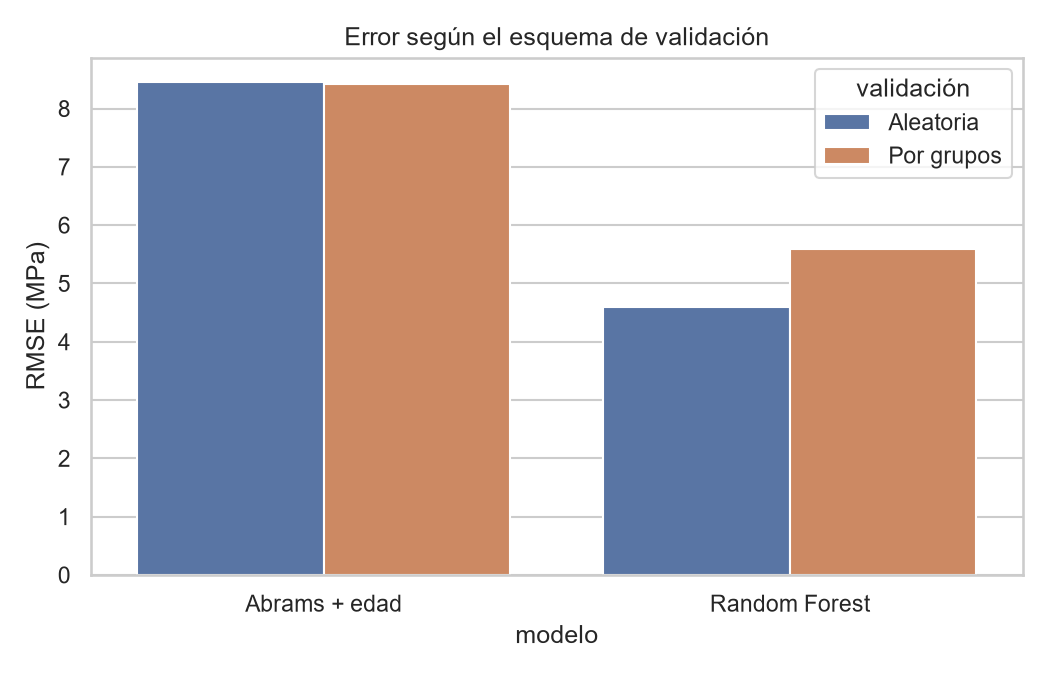 Error según el esquema de validación
validación
Aleatoria
Por grupos
RMSE (MPa)
8
7
6
5
4
3
2
1
0
Abrams + edad
Random Forest
modelo